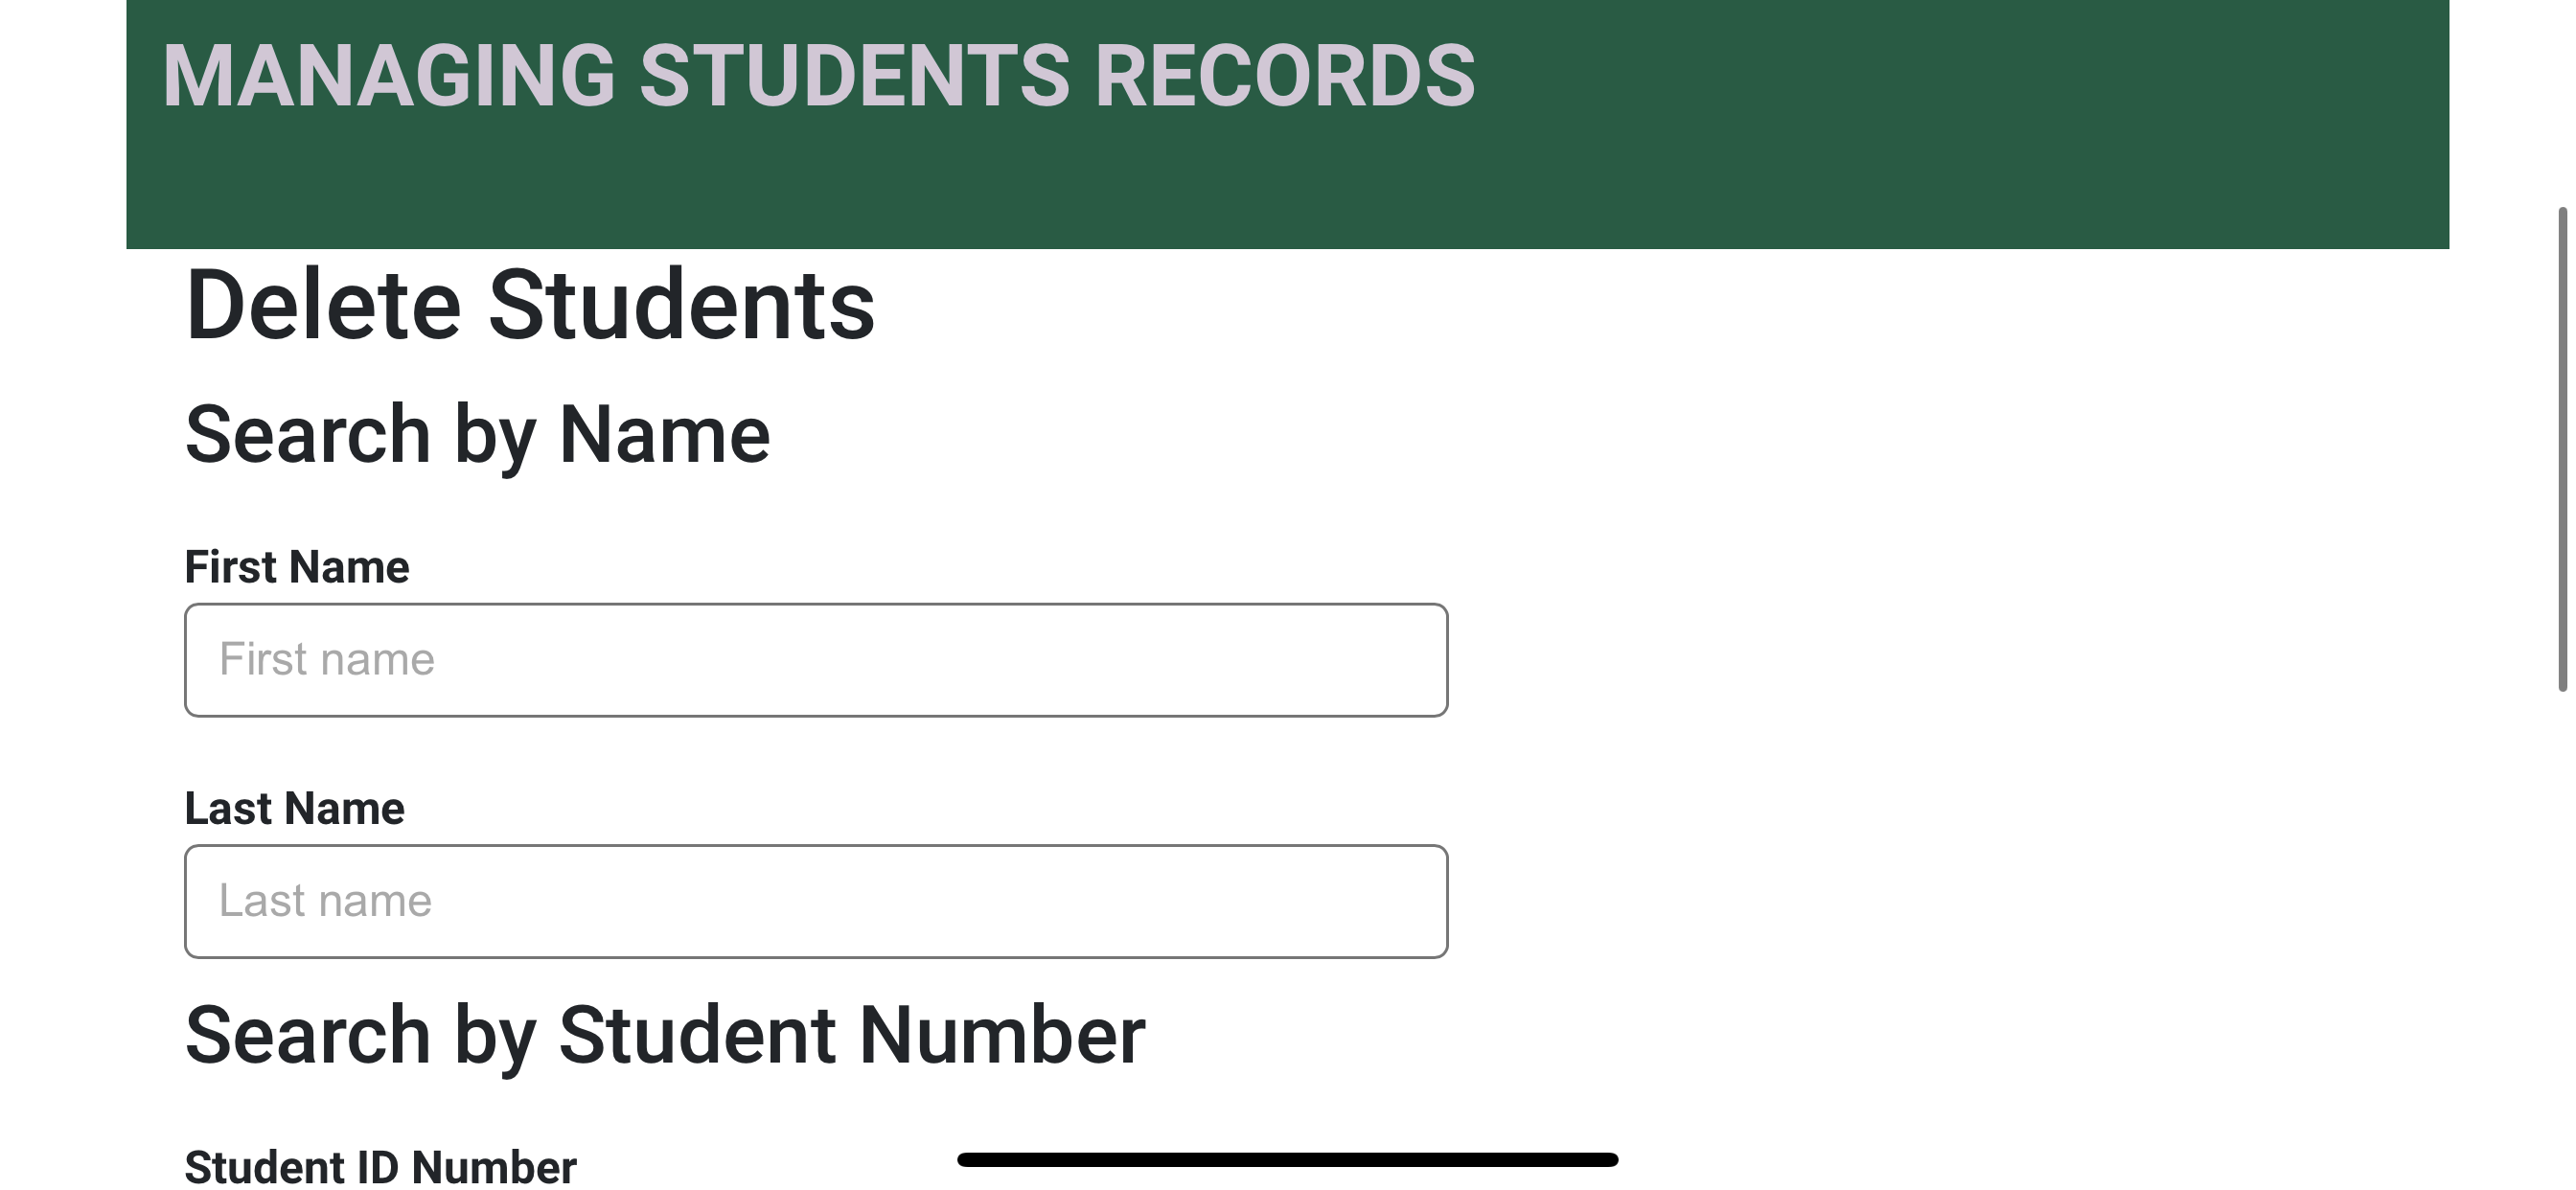 MANAGING STUDENTS RECORDS
Delete Students
Search by Name
First Name
First name
Last Name
Last name
Search by Student Number
Student ID Number